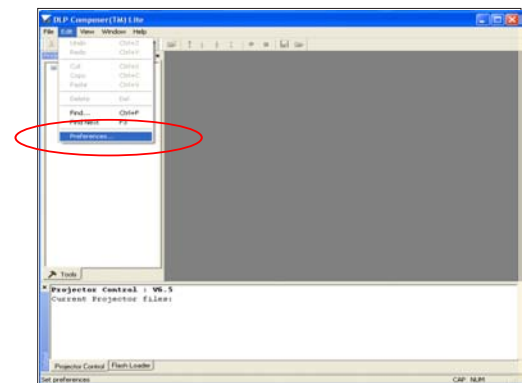 DLP Composer(TM) Lite
File Edit View Window Help
Undo Ctrl+Z
Redo Ctrl+Y
Cut Ctrl+X
Copy Ctrl+C
Paste Ctrl+V
Delete Del
Find... Ctrl+F
Find Next F3
Preferences...
Tools
Projector Control : V6.5
Current Projector files:
Projector Control Flash Loader
Set preferences CAP NUM